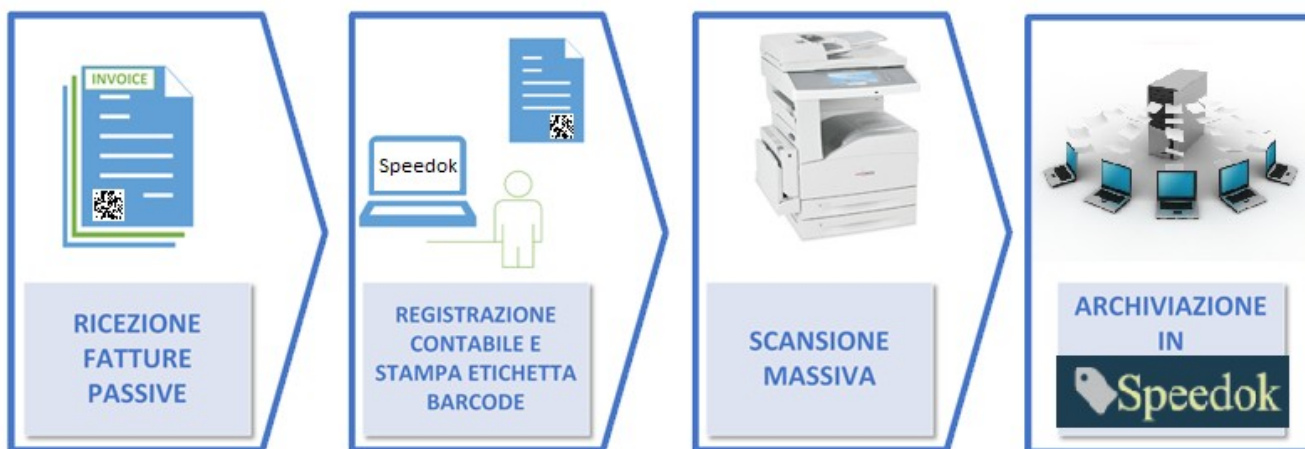 INVOICE
RICEZIONE
FATTURE
PASSIVE
Speedok
REGISTRAZIONE
CONTABILE E
STAMPA ETICHETTA
BARCODE
SCANSIONE
MASSIVA
ARCHIVIAZIONE
IN
Speedok